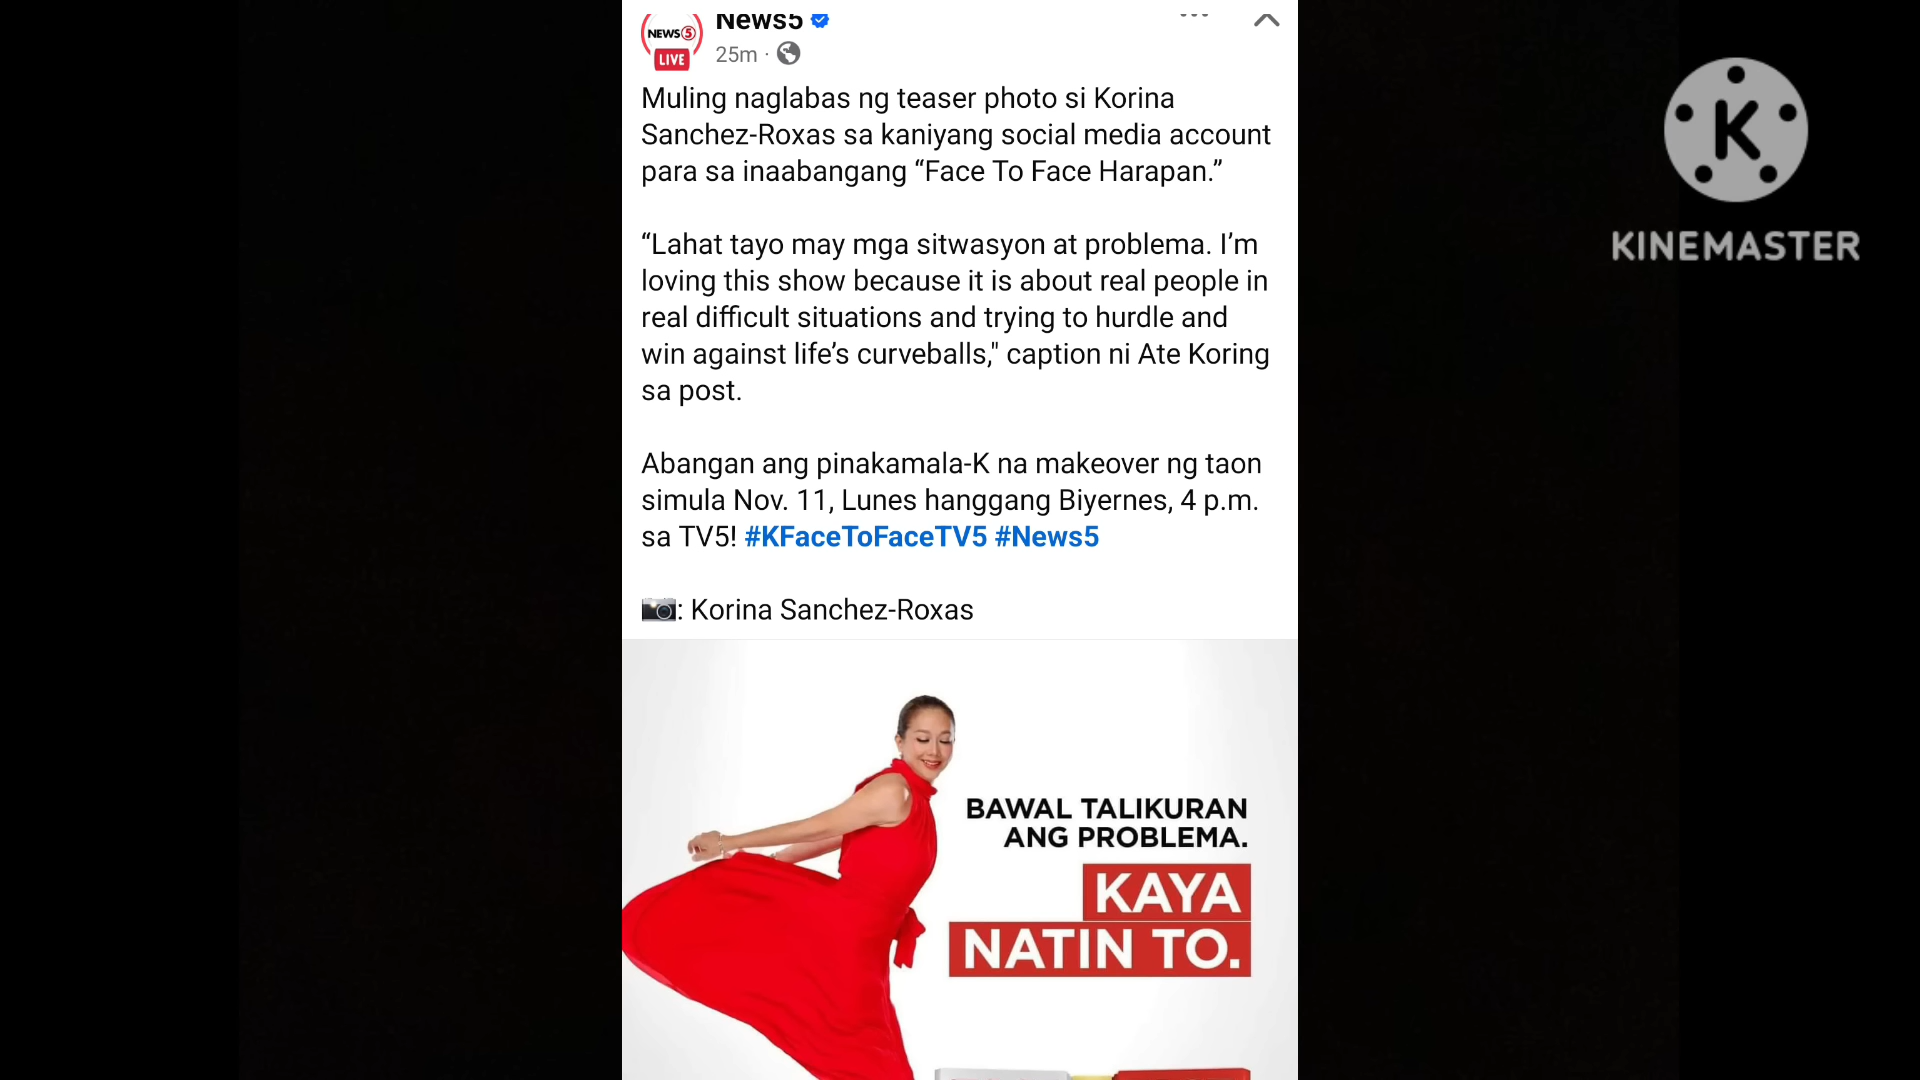 News5
NEWS5
LIVE
25m ·
Muling naglabas ng teaser photo si Korina
Sanchez-Roxas sa kaniyang social media account
para sa inaabangang “Face To Face Harapan.”
“Lahat tayo may mga sitwasyon at problema. I’m
loving this show because it is about real people in
real difficult situations and trying to hurdle and
win against life’s curveballs," caption ni Ate Koring
sa post.
Abangan ang pinakamala-K na makeover ng taon
simula Nov. 11, Lunes hanggang Biyernes, 4 p.m.
sa TV5! #KFaceToFaceTV5 #News5
📷: Korina Sanchez-Roxas
BAWAL TALIKURAN
ANG PROBLEMA.
KAYA
NATIN TO.
K
KINEMASTER